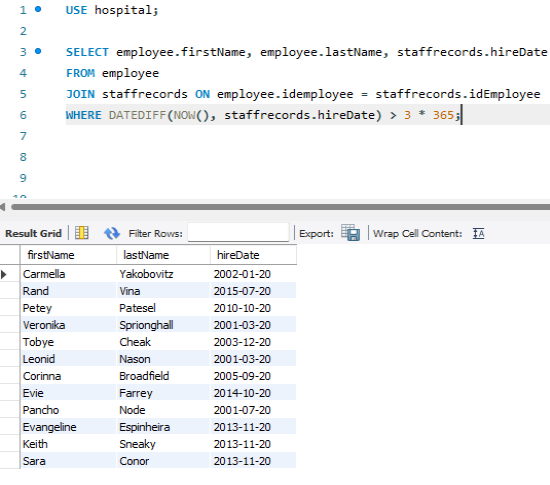 1 USE hospital;
2
3 SELECT employee.firstName, employee.lastName, staffrecords.hireDate
4 FROM employee
5 JOIN staffrecords ON employee.idemployee = staffrecords.idEmployee
6 WHERE DATEDIFF(NOW(), staffrecords.hireDate) > 3 * 365;
7
8
9
Result Grid Filter Rows: Export: Wrap Cell Content: IA
firstName lastName hireDate
Carmella Yakobovitz 2002-01-20
Rand Vina 2015-07-20
Petey Patesel 2010-10-20
Veronika Sprionghall 2001-03-20
Tobye Cheak 2003-12-20
Leonid Nason 2001-03-20
Corinna Broadfield 2005-09-20
Evie Farrey 2014-10-20
Pancho Node 2001-07-20
Evangeline Espinheira 2013-11-20
Keith Sneaky 2013-11-20
Sara Conor 2013-11-20